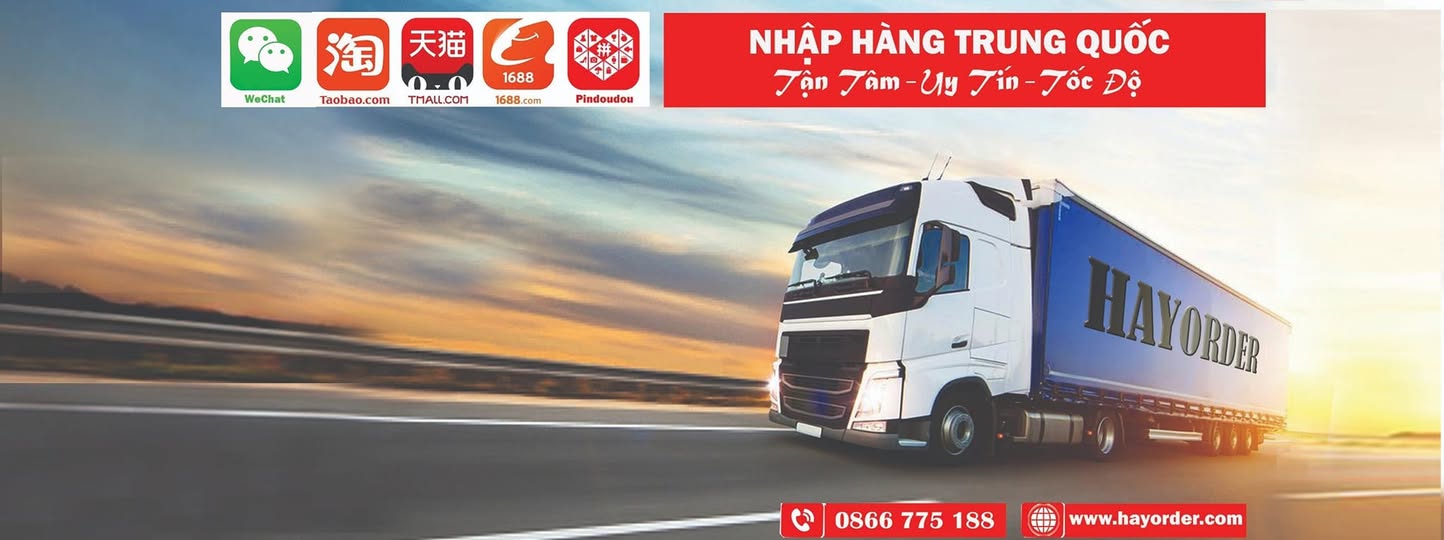 WeChat
淘
Taobao.com
天猫
TMALL.COM
1688
1688.com
拼
Pindoudou
NHẬP HÀNG TRUNG QUỐC
Tận Tâm - Uy Tín - Tốc Độ
HAYORDER
0866 775 188
www.hayorder.com